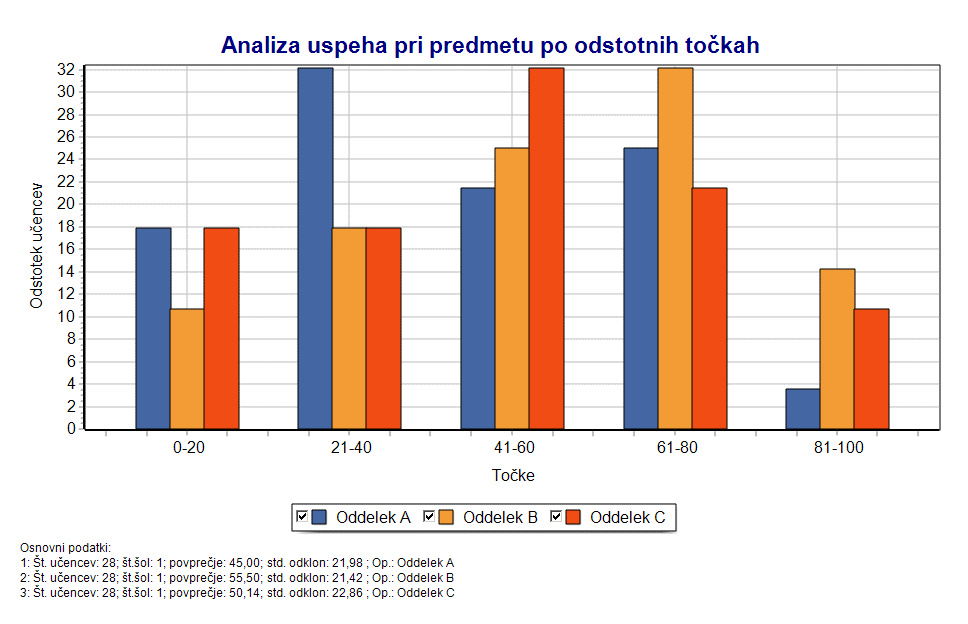 Analiza uspeha pri predmetu po odstotnih točkah
Odstotek učencev
32
30
28
26
24
22
20
18
16
14
12
10
8
6
4
2
0
0-20 21-40 41-60 61-80 81-100
Točke
Oddelek A Oddelek B Oddelek C
Osnovni podatki:
1: Št. učencev: 28; št.šol: 1; povprečje: 45,00; std. odklon: 21,98 ; Op.: Oddelek A
2: Št. učencev: 28; št.šol: 1; povprečje: 55,50; std. odklon: 21,42 ; Op.: Oddelek B
3: Št. učencev: 28; št.šol: 1; povprečje: 50,14; std. odklon: 22,86 ; Op.: Oddelek C